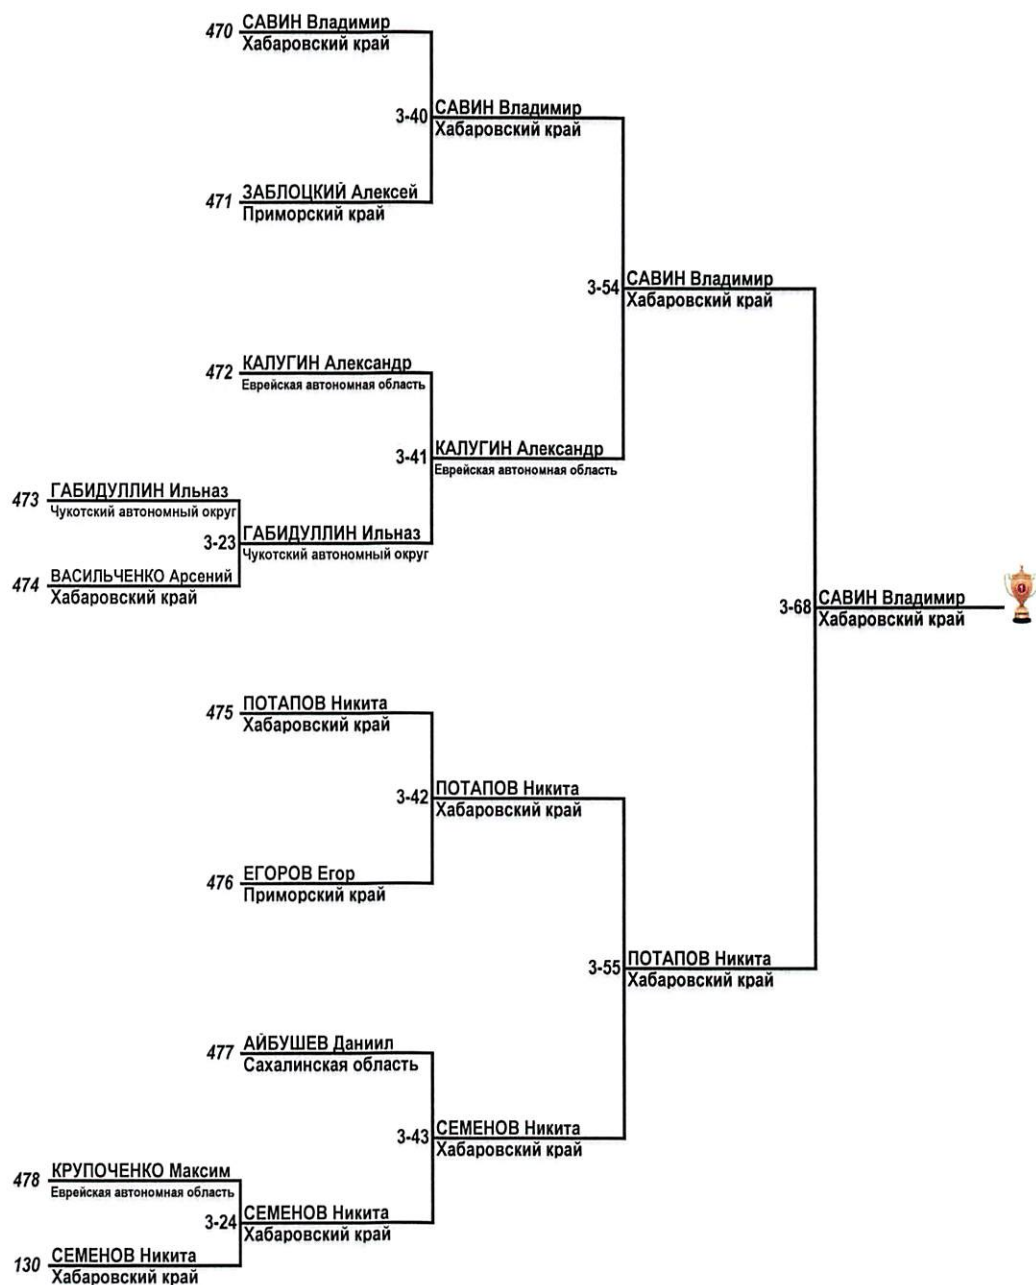 470 САВИН Владимир
Хабаровский край
3-40 САВИН Владимир
Хабаровский край
471 ЗАБЛОЦКИЙ Алексей
Приморский край
3-54 САВИН Владимир
Хабаровский край
472 КАЛУГИН Александр
Еврейская автономная область
3-41 КАЛУГИН Александр
Еврейская автономная область
473 ГАБИДУЛЛИН Ильназ
Чукотский автономный округ
3-23 ГАБИДУЛЛИН Ильназ
Чукотский автономный округ
474 ВАСИЛЬЧЕНКО Арсений
Хабаровский край
3-68 САВИН Владимир
Хабаровский край
1
475 ПОТАПОВ Никита
Хабаровский край
3-42 ПОТАПОВ Никита
Хабаровский край
476 ЕГОРОВ Егор
Приморский край
3-55 ПОТАПОВ Никита
Хабаровский край
477 АЙБУШЕВ Даниил
Сахалинская область
3-43 СЕМЕНОВ Никита
Хабаровский край
478 КРУПОЧЕНКО Максим
Еврейская автономная область
3-24 СЕМЕНОВ Никита
Хабаровский край
130 СЕМЕНОВ Никита
Хабаровский край